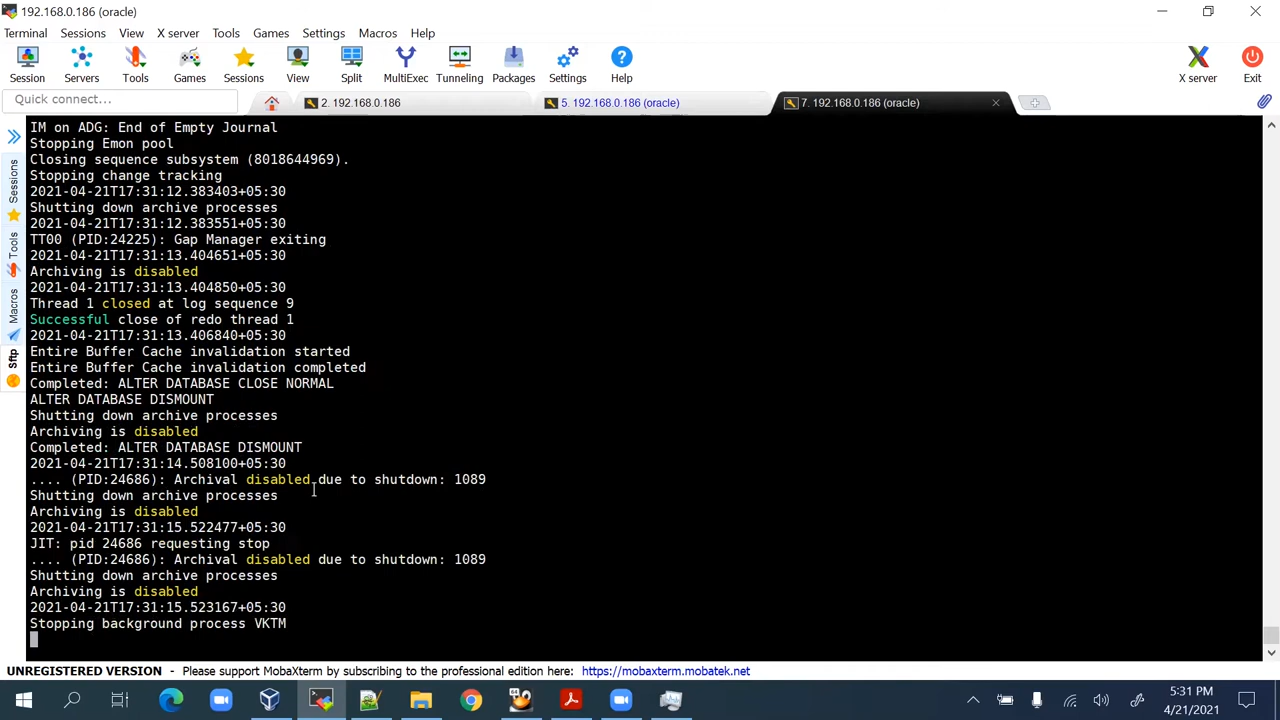 192.168.0.186 (oracle)
Terminal Sessions View X server Tools Games Settings Macros Help
Session Servers Tools Games Sessions View Split MultiExec Tunneling Packages Settings Help X server Exit
Quick connect... 2. 192.168.0.186 5. 192.168.0.186 (oracle) 7. 192.168.0.186 (oracle)
Sessions
Tools
Macros
Sftp
IM on ADG: End of Empty Journal
Stopping Emon pool
Closing sequence subsystem (8018644969).
Stopping change tracking
2021-04-21T17:31:12.383403+05:30
Shutting down archive processes
2021-04-21T17:31:12.383551+05:30
TT00 (PID:24225): Gap Manager exiting
2021-04-21T17:31:13.404651+05:30
Archiving is disabled
2021-04-21T17:31:13.404850+05:30
Thread 1 closed at log sequence 9
Successful close of redo thread 1
2021-04-21T17:31:13.406840+05:30
Entire Buffer Cache invalidation started
Entire Buffer Cache invalidation completed
Completed: ALTER DATABASE CLOSE NORMAL
ALTER DATABASE DISMOUNT
Shutting down archive processes
Archiving is disabled
Completed: ALTER DATABASE DISMOUNT
2021-04-21T17:31:14.508100+05:30
.... (PID:24686): Archival disabled due to shutdown: 1089
Shutting down archive processes
Archiving is disabled
2021-04-21T17:31:15.522477+05:30
JIT: pid 24686 requesting stop
.... (PID:24686): Archival disabled due to shutdown: 1089
Shutting down archive processes
Archiving is disabled
2021-04-21T17:31:15.523167+05:30
Stopping background process VKTM
UNREGISTERED VERSION - Please support MobaXterm by subscribing to the professional edition here: https://mobaxterm.mobatek.net
5:31 PM
4/21/2021